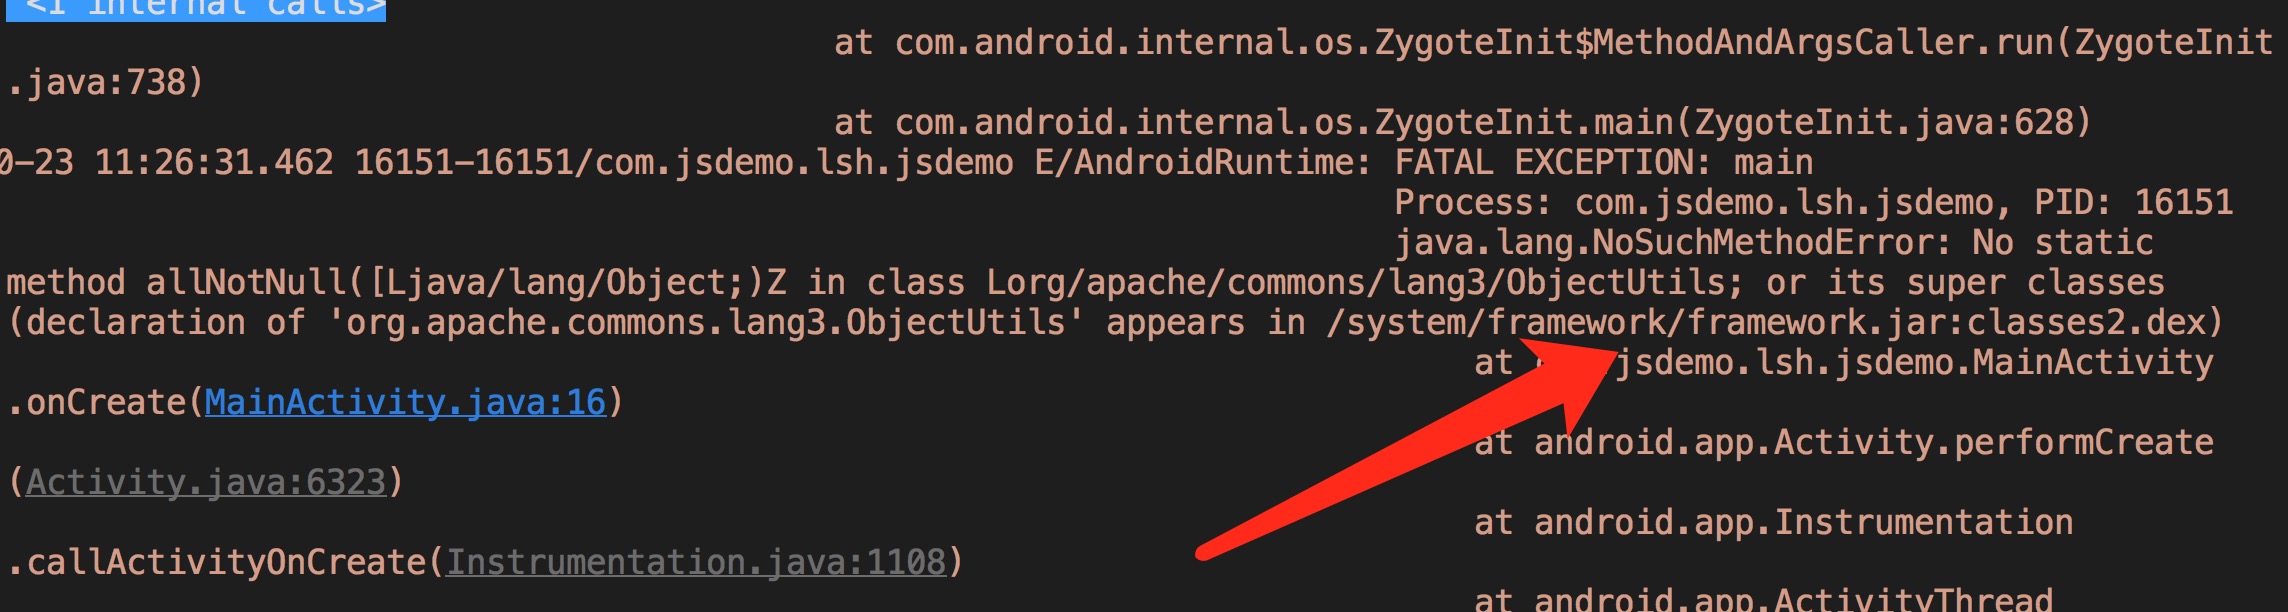 <1 internal calls>
at com.android.internal.os.ZygoteInit$MethodAndArgsCaller.run(ZygoteInit
.java:738)
at com.android.internal.os.ZygoteInit.main(ZygoteInit.java:628)
0-23 11:26:31.462 16151-16151/com.jsdemo.lsh.jsdemo E/AndroidRuntime: FATAL EXCEPTION: main
Process: com.jsdemo.lsh.jsdemo, PID: 16151
java.lang.NoSuchMethodError: No static
method allNotNull([Ljava/lang/Object;)Z in class Lorg/apache/commons/lang3/ObjectUtils; or its super classes
(declaration of 'org.apache.commons.lang3.ObjectUtils' appears in /system/framework/framework.jar:classes2.dex)
at jsdemo.lsh.jsdemo.MainActivity
.onCreate(MainActivity.java:16)
at android.app.Activity.performCreate
(Activity.java:6323)
at android.app.Instrumentation
.callActivityOnCreate(Instrumentation.java:1108)
at android.app.ActivityThread